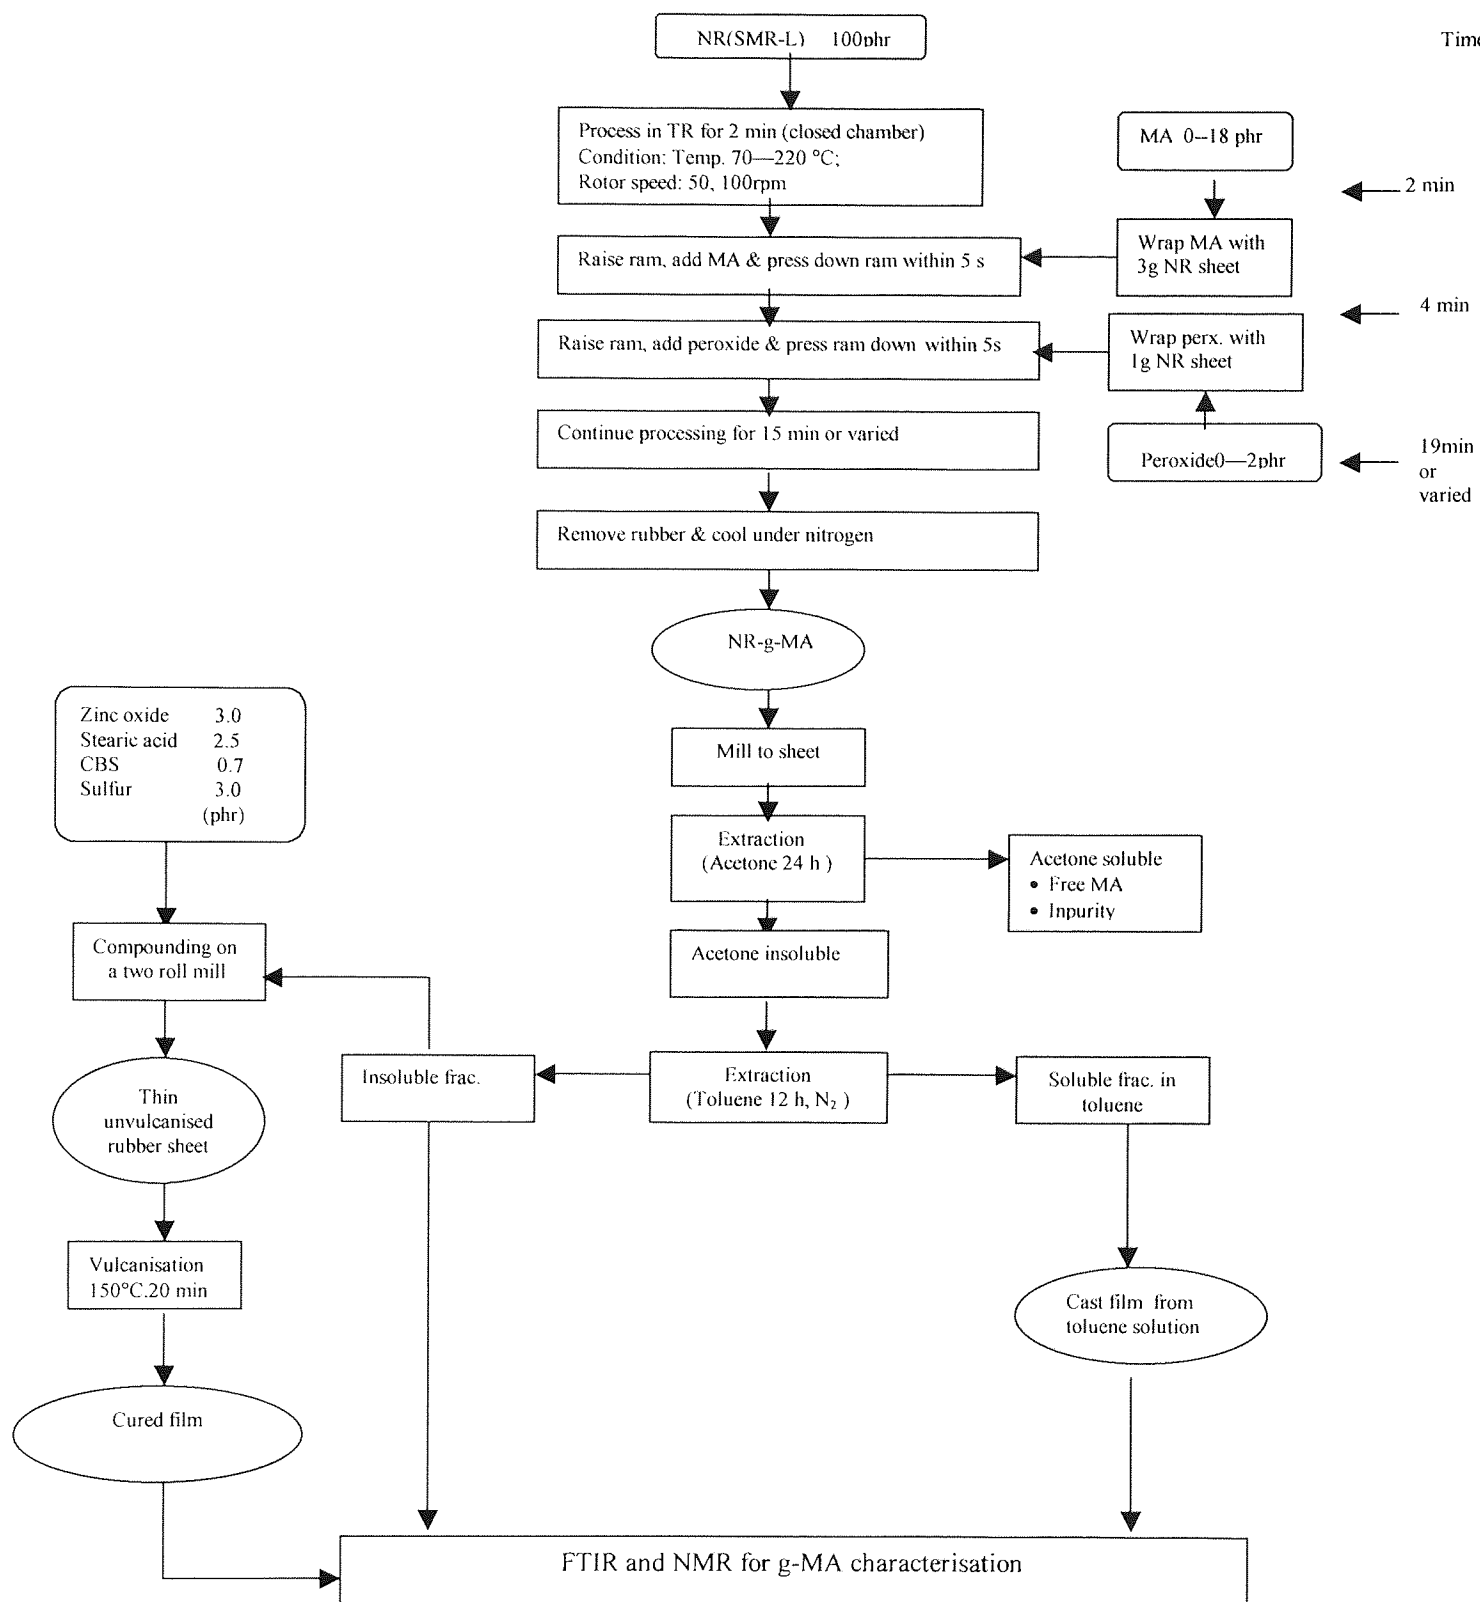 NR(SMR-L) 100phr
Time
Process in TR for 2 min (closed chamber)
Condition: Temp. 70—220 °C;
Rotor speed: 50, 100rpm
MA 0--18 phr
2 min
Raise ram, add MA & press down ram within 5 s
Wrap MA with
3g NR sheet
4 min
Raise ram, add peroxide & press ram down within 5s
Wrap perx. with
1g NR sheet
Continue processing for 15 min or varied
Peroxide0—2phr
19min
or
varied
Remove rubber & cool under nitrogen
NR-g-MA
Zinc oxide 3.0
Stearic acid 2.5
CBS 0.7
Sulfur 3.0
(phr)
Mill to sheet
Extraction
(Acetone 24 h )
Acetone soluble
• Free MA
• Inpurity
Compounding on
a two roll mill
Acetone insoluble
Thin
unvulcanised
rubber sheet
Insoluble frac.
Extraction
(Toluene 12 h, N₂ )
Soluble frac. in
toluene
Vulcanisation
150°C.20 min
Cast film from
toluene solution
Cured film
FTIR and NMR for g-MA characterisation